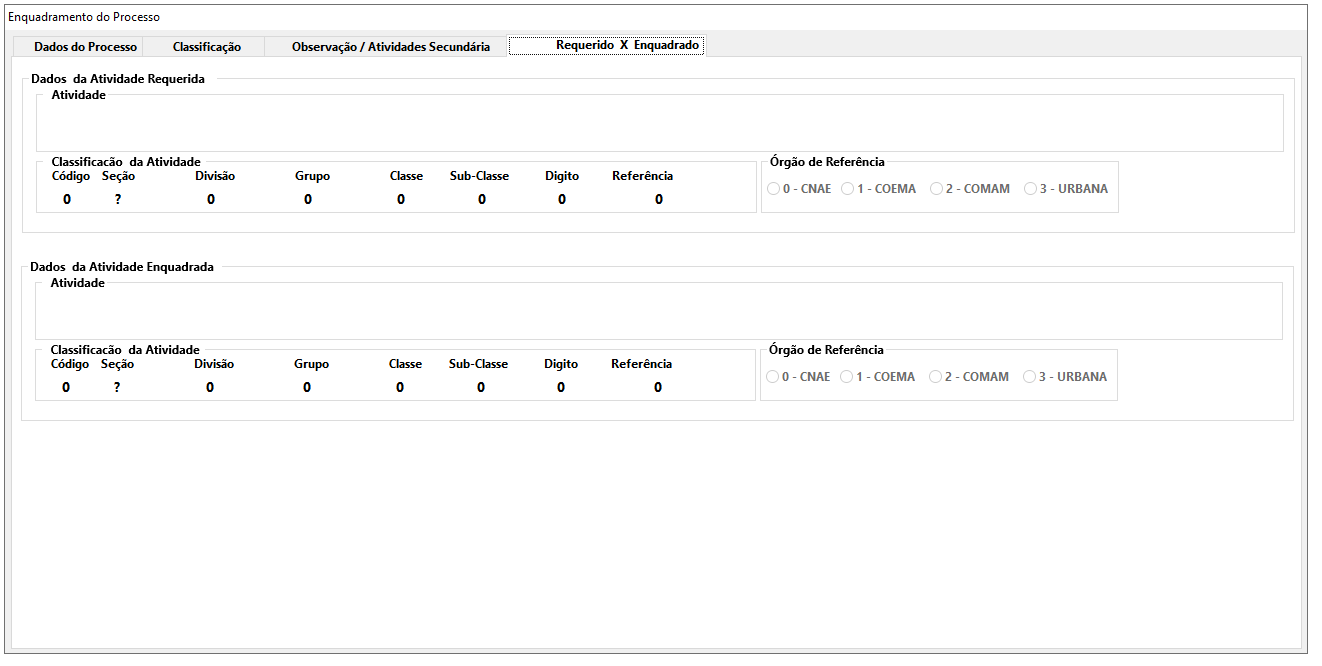 Enquadramento do Processo
Dados do Processo Classificação Observação / Atividades Secundária Requerido X Enquadrado
Dados da Atividade Requerida
Atividade
Classificacão da Atividade Órgão de Referência
Código Seção Divisão Grupo Classe Sub-Classe Digito Referência
0 - CNAE 1 - COEMA 2 - COMAM 3 - URBANA
0 ? 0 0 0 0 0 0
Dados da Atividade Enquadrada
Atividade
Classificacão da Atividade Órgão de Referência
Código Seção Divisão Grupo Classe Sub-Classe Digito Referência
0 - CNAE 1 - COEMA 2 - COMAM 3 - URBANA
0 ? 0 0 0 0 0 0